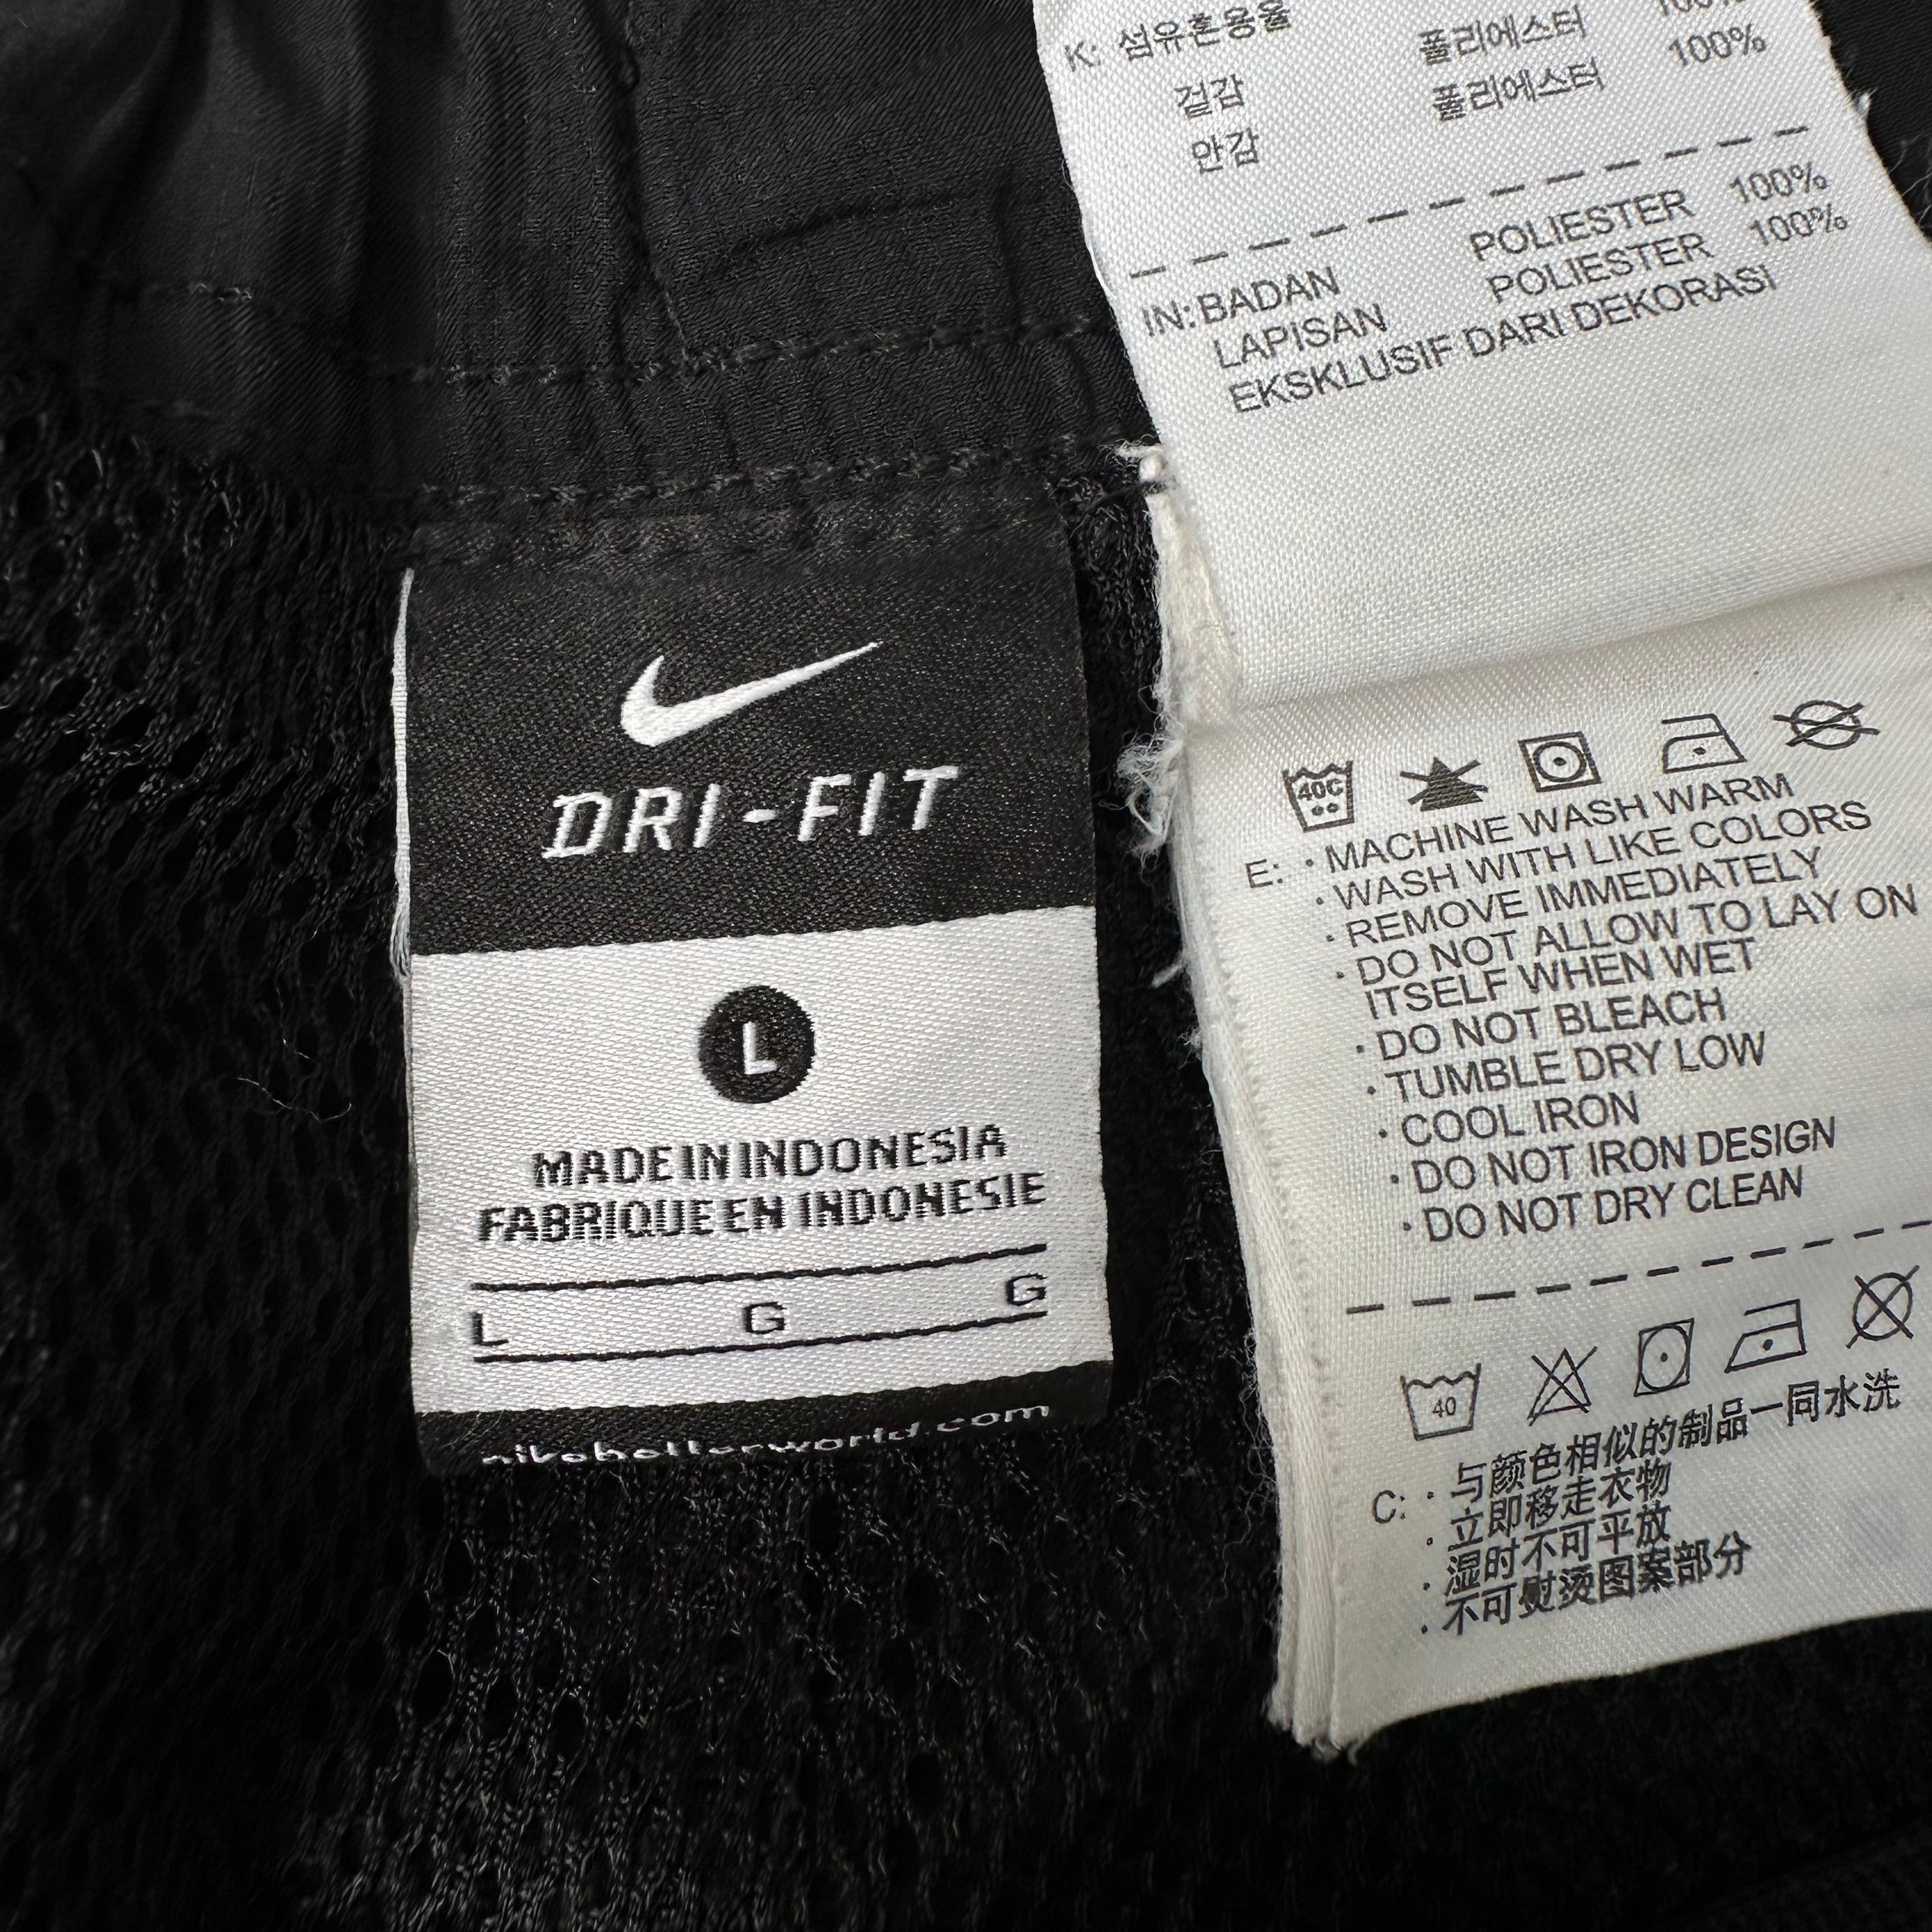 DRI-FIT
L
MADE IN INDONESIA
FABRIQUE EN INDONESIE
L G G
nikebetterworld.com
K: 섬유혼용율
걸감 폴리에스터 100%
안감 폴리에스터 100%
IN: BADAN POLIESTER 100%
LAPISAN POLIESTER 100%
EKSKLUSIF DARI DEKORASI
40C
E: · MACHINE WASH WARM
· WASH WITH LIKE COLORS
· REMOVE IMMEDIATELY
· DO NOT ALLOW TO LAY ON
ITSELF WHEN WET
· DO NOT BLEACH
· TUMBLE DRY LOW
· COOL IRON
· DO NOT IRON DESIGN
· DO NOT DRY CLEAN
40
C: · 与颜色相似的制品一同水洗
· 立即移走衣物
· 湿时不可平放
· 不可熨烫图案部分